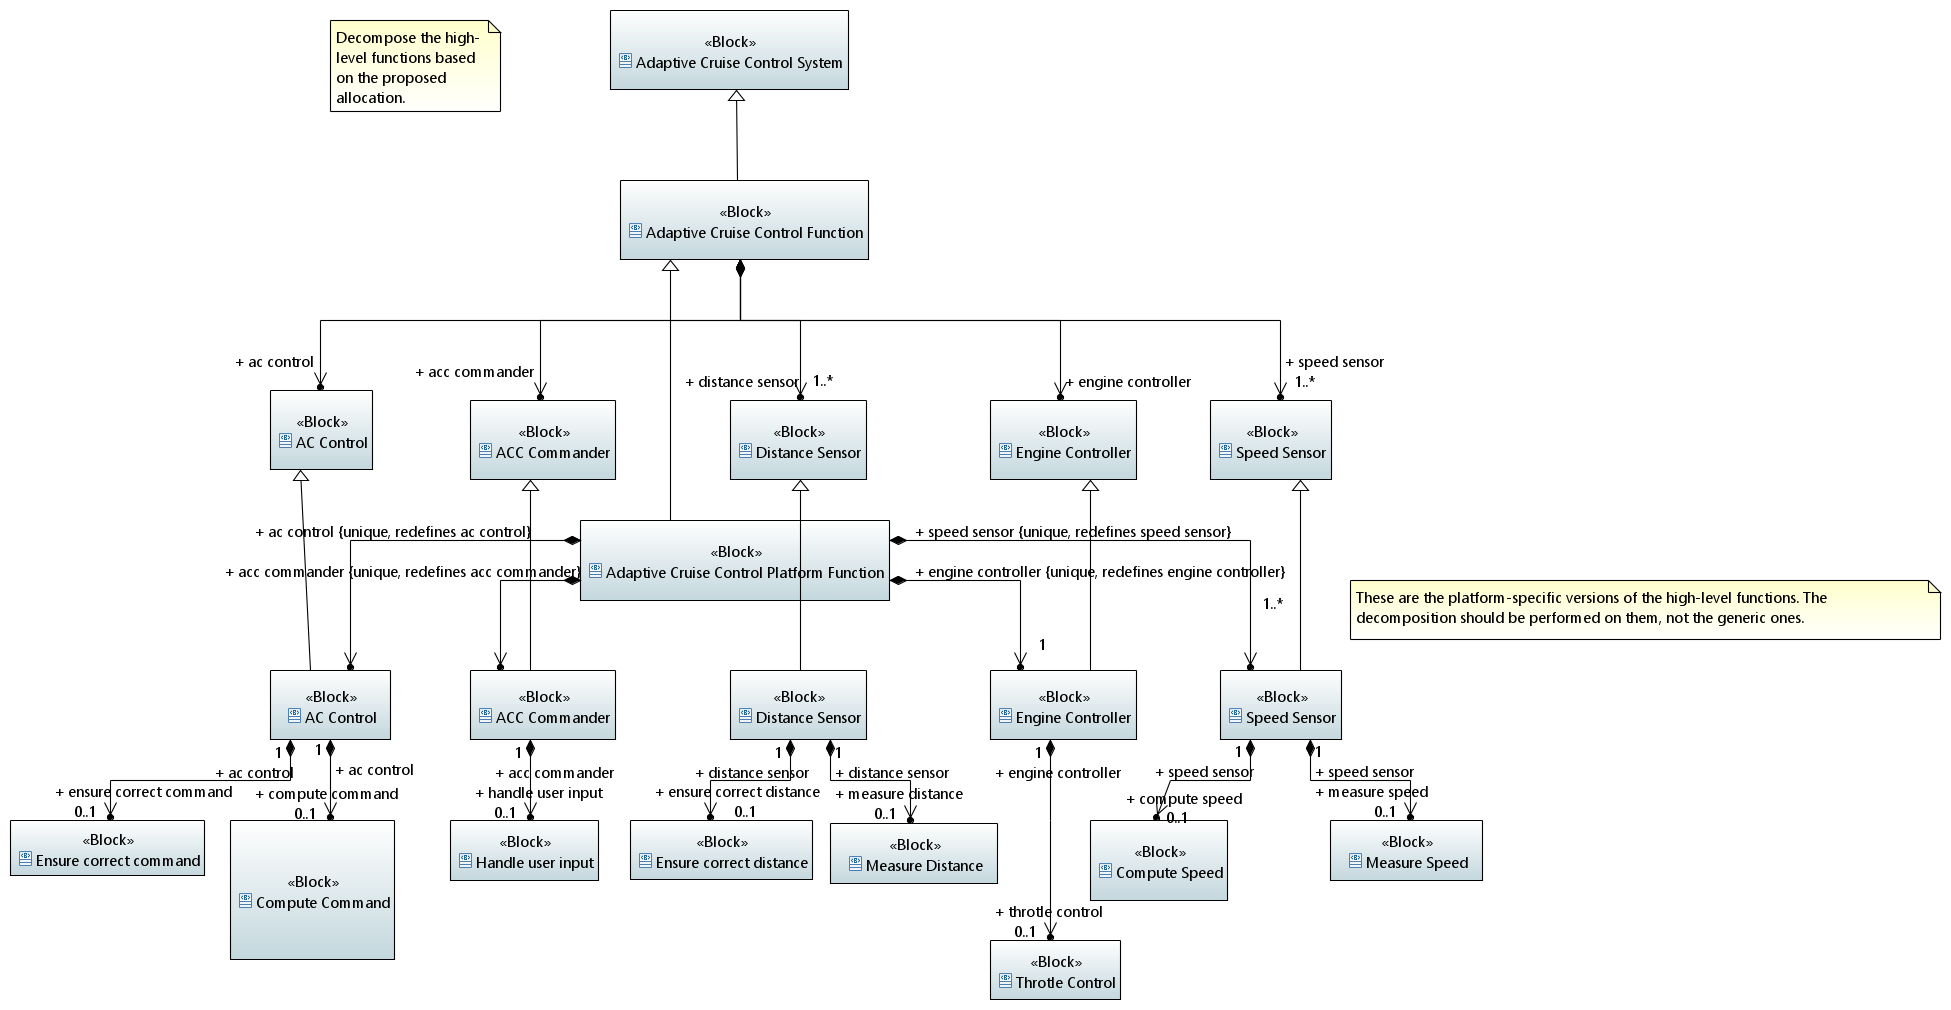 Decompose the high-
level functions based
on the proposed
allocation.
«Block»
Adaptive Cruise Control System
«Block»
Adaptive Cruise Control Function
+ ac control
+ acc commander
+ distance sensor
1..*
+ engine controller
+ speed sensor
1..*
«Block»
AC Control
«Block»
ACC Commander
«Block»
Distance Sensor
«Block»
Engine Controller
«Block»
Speed Sensor
+ ac control {unique, redefines ac control}
+ acc commander {unique, redefines acc commander}
«Block»
Adaptive Cruise Control Platform Function
+ speed sensor {unique, redefines speed sensor}
+ engine controller {unique, redefines engine controller}
1..*
1
These are the platform-specific versions of the high-level functions. The
decomposition should be performed on them, not the generic ones.
«Block»
AC Control
«Block»
ACC Commander
«Block»
Distance Sensor
«Block»
Engine Controller
«Block»
Speed Sensor
1
+ ac control
+ ensure correct command
0..1
1
+ ac control
+ compute command
0..1
1
+ acc commander
+ handle user input
0..1
1
+ distance sensor
+ ensure correct distance
0..1
1
+ distance sensor
+ measure distance
0..1
1
+ engine controller
1
+ speed sensor
+ compute speed
0..1
1
+ speed sensor
+ measure speed
0..1
«Block»
Ensure correct command
«Block»
Compute Command
«Block»
Handle user input
«Block»
Ensure correct distance
«Block»
Measure Distance
«Block»
Compute Speed
«Block»
Measure Speed
+ throtle control
0..1
«Block»
Throtle Control